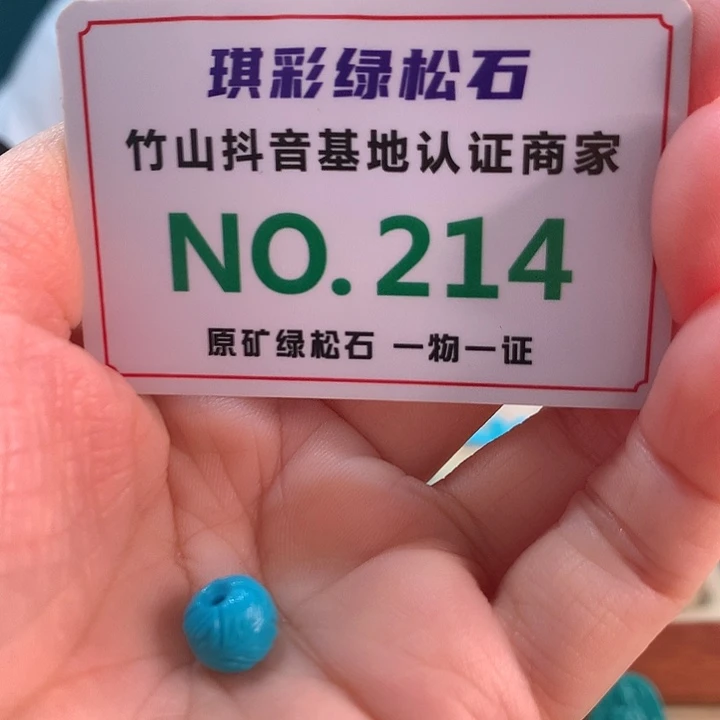 琪彩绿松石
竹山抖音基地认证商家
NO.214
原矿绿松石 一物一证